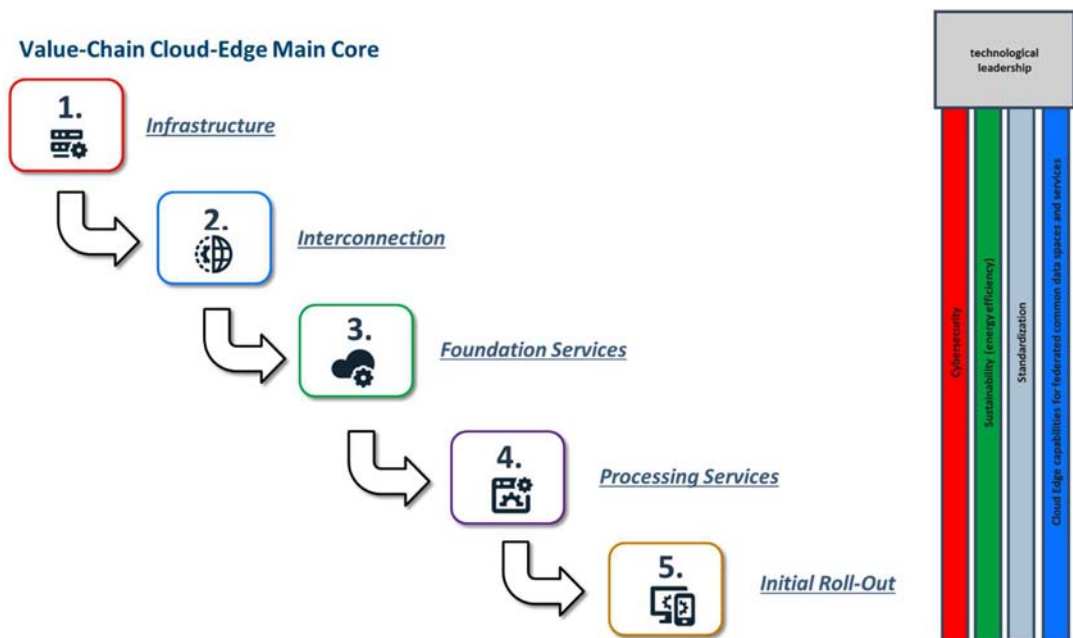 Value-Chain Cloud-Edge Main Core
1.
Infrastructure
2.
Interconnection
3.
Foundation Services
4.
Processing Services
5.
Initial Roll-Out
technological
leadership
Cybersecurity
Sustainability (energy efficiency)
Standardization
Cloud Edge capabilities for federated common data spaces and services